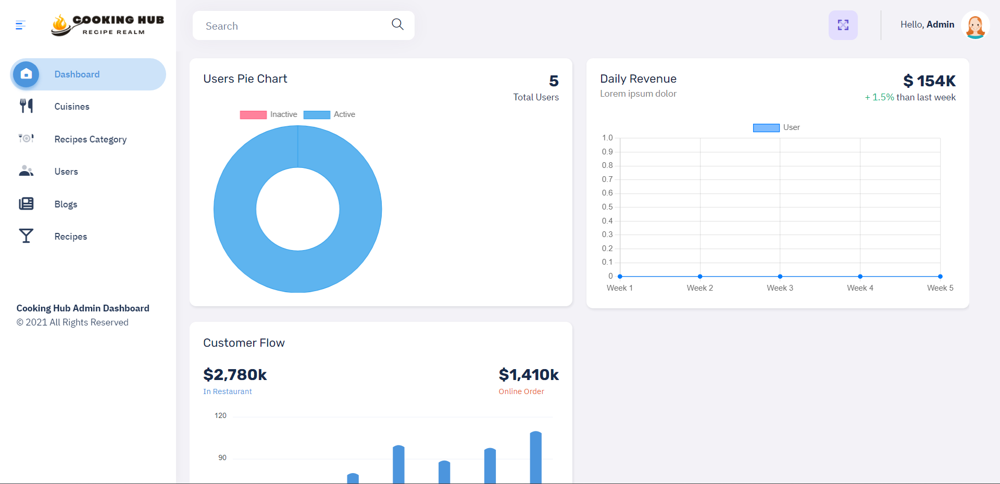 COOKING HUB
RECIPE REALM
Search
Hello, Admin
Dashboard
Cuisines
Recipes Category
Users
Blogs
Recipes
Cooking Hub Admin Dashboard
© 2021 All Rights Reserved
Users Pie Chart
5
Total Users
Inactive
Active
Daily Revenue
Lorem ipsum dolor
$ 154K
+ 1.5% than last week
User
1.0
0.9
0.8
0.7
0.6
0.5
0.4
0.3
0.2
0.1
0
Week 1
Week 2
Week 3
Week 4
Week 5
Customer Flow
$2,780k
In Restaurant
$1,410k
Online Order
120
90